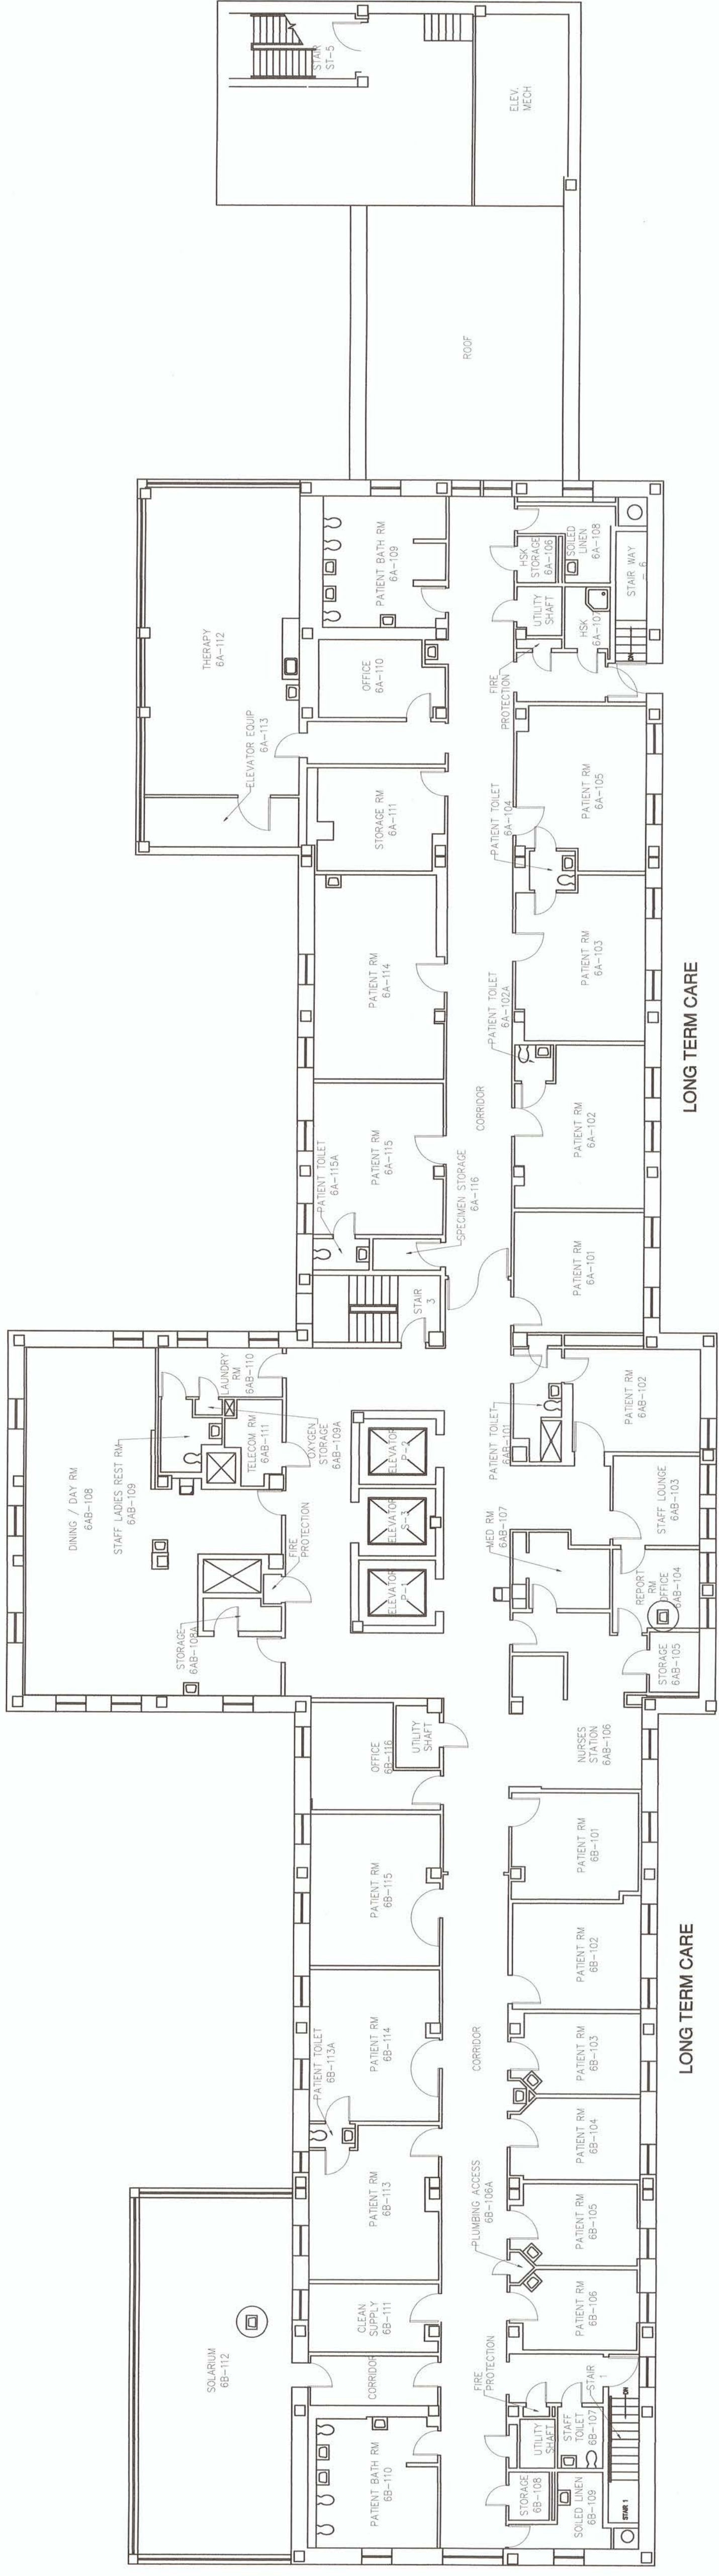 STAIR
ST-5
ELEV.
MECH
ROOF
THERAPY
6A-112
ELEVATOR EQUIP
6A-113
PATIENT BATH RM
6A-109
OFFICE
6A-110
STORAGE RM
6A-111
PATIENT RM
6A-114
PATIENT RM
6A-115
PATIENT TOILET
6A-115A
SPECIMEN STORAGE
6A-116
STAIR
3
CORRIDOR
HSK
STORAGE
6A-106
SOILED
LINEN
6A-108
UTILITY
SHAFT
HSK
6A-107
STAIR WAY
6
DN
FIRE
PROTECTION
PATIENT RM
6A-105
PATIENT TOILET
6A-104
PATIENT RM
6A-103
PATIENT TOILET
6A-102A
PATIENT RM
6A-102
PATIENT RM
6A-101
LONG TERM CARE
DINING / DAY RM
6AB-108
STAFF LADIES REST RM
6AB-109
LAUNDRY
RM
6AB-110
TELECOM RM
6AB-111
OXYGEN
STORAGE
6AB-109A
FIRE
PROTECTION
STORAGE
6AB-108A
ELEVATOR
P-2
ELEVATOR
S-3
ELEVATOR
P-1
PATIENT TOILET
6AB-101
PATIENT RM
6AB-102
MED RM
6AB-107
STAFF LOUNGE
6AB-103
REPORT
RM
OFFICE
6AB-104
STORAGE
6AB-105
NURSES
STATION
6AB-106
OFFICE
6B-116
UTILITY
SHAFT
PATIENT RM
6B-115
PATIENT RM
6B-114
PATIENT TOILET
6B-113A
PATIENT RM
6B-113
CLEAN
SUPPLY
6B-111
CORRIDOR
SOLARIUM
6B-112
PATIENT BATH RM
6B-110
CORRIDOR
PLUMBING ACCESS
6B-106A
PATIENT RM
6B-101
PATIENT RM
6B-102
PATIENT RM
6B-103
PATIENT RM
6B-104
PATIENT RM
6B-105
PATIENT RM
6B-106
FIRE
PROTECTION
STAIR
1
UTILITY
SHAFT
STAFF
TOILET
6B-107
STORAGE
6B-108
SOILED LINEN
6B-109
DN
STAR 1
LONG TERM CARE